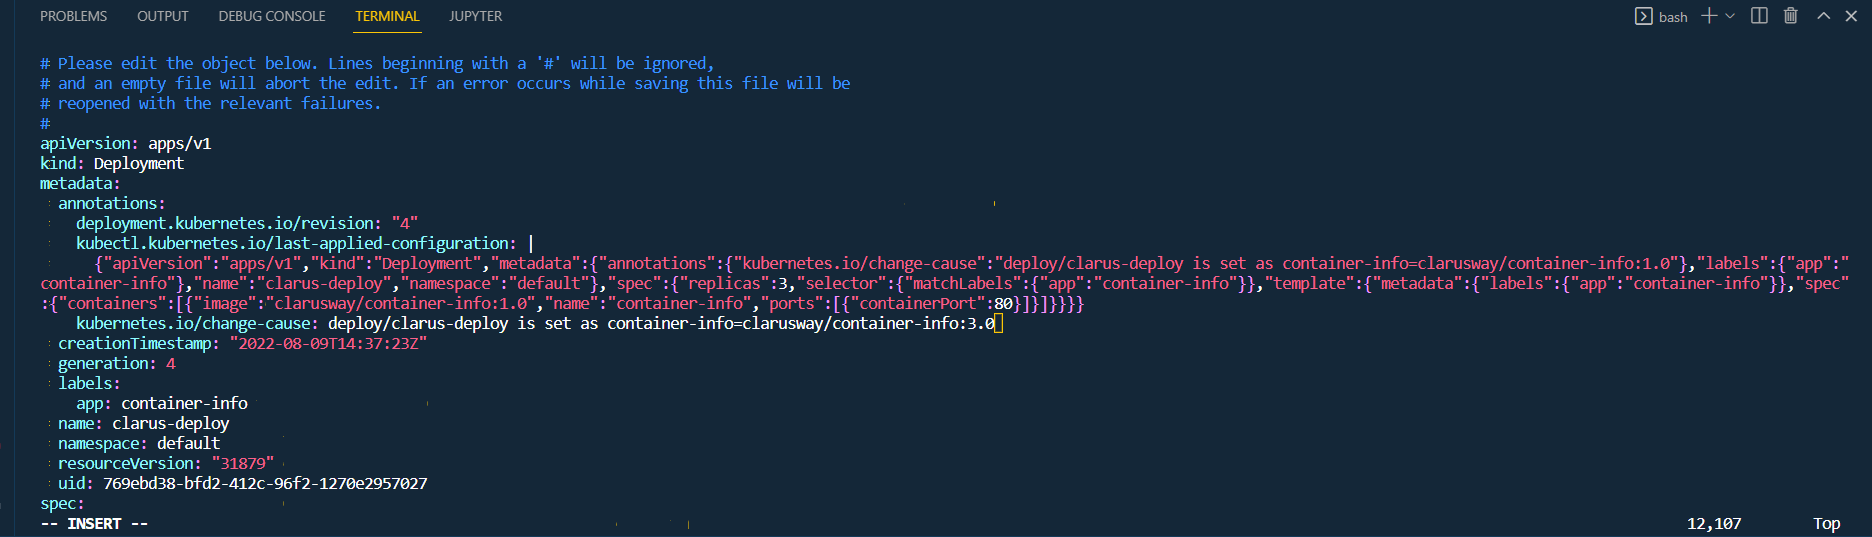 PROBLEMS OUTPUT DEBUG CONSOLE TERMINAL JUPYTER bash
# Please edit the object below. Lines beginning with a '#' will be ignored,
# and an empty file will abort the edit. If an error occurs while saving this file will be
# reopened with the relevant failures.
#
apiVersion: apps/v1
kind: Deployment
metadata:
  annotations:
    deployment.kubernetes.io/revision: "4"
    kubectl.kubernetes.io/last-applied-configuration: |
      {"apiVersion":"apps/v1","kind":"Deployment","metadata":{"annotations":{"kubernetes.io/change-cause":"deploy/clarus-deploy is set as container-info=clarusway/container-info:1.0"},"labels":{"app":"
container-info"},"name":"clarus-deploy","namespace":"default"},"spec":{"replicas":3,"selector":{"matchLabels":{"app":"container-info"}},"template":{"metadata":{"labels":{"app":"container-info"}},"spec"
:{"containers":[{"image":"clarusway/container-info:1.0","name":"container-info","ports":[{"containerPort":80}]}]}}}}
    kubernetes.io/change-cause: deploy/clarus-deploy is set as container-info=clarusway/container-info:3.0
  creationTimestamp: "2022-08-09T14:37:23Z"
  generation: 4
  labels:
    app: container-info
  name: clarus-deploy
  namespace: default
  resourceVersion: "31879"
  uid: 769ebd38-bfd2-412c-96f2-1270e2957027
spec:
-- INSERT -- 12,107 Top